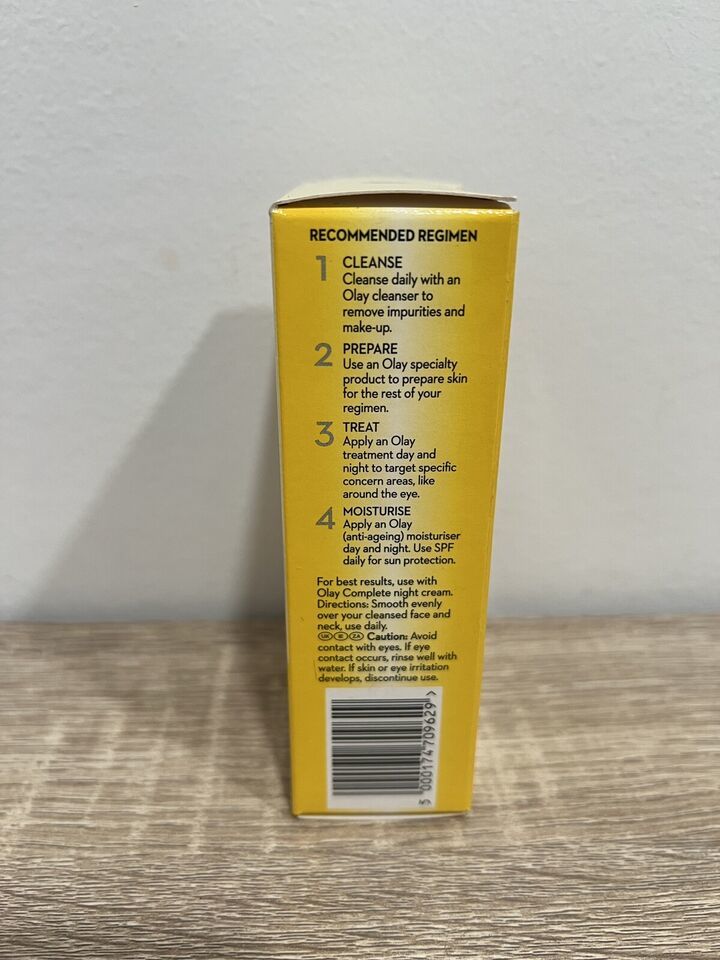 RECOMMENDED REGIMEN
1 CLEANSE
Cleanse daily with an
Olay cleanser to
remove impurities and
make-up.
2 PREPARE
Use an Olay specialty
product to prepare skin
for the rest of your
regimen.
3 TREAT
Apply an Olay
treatment day and
night to target specific
concern areas, like
around the eye.
4 MOISTURISE
Apply an Olay
(anti-ageing) moisturiser
day and night. Use SPF
daily for sun protection.
For best results, use with
Olay Complete night cream.
Directions: Smooth evenly
over your cleansed face and
neck, use daily.
UK IE ZA Caution: Avoid
contact with eyes. If eye
contact occurs, rinse well with
water. If skin or eye irritation
develops, discontinue use.
5 000174 709629 >